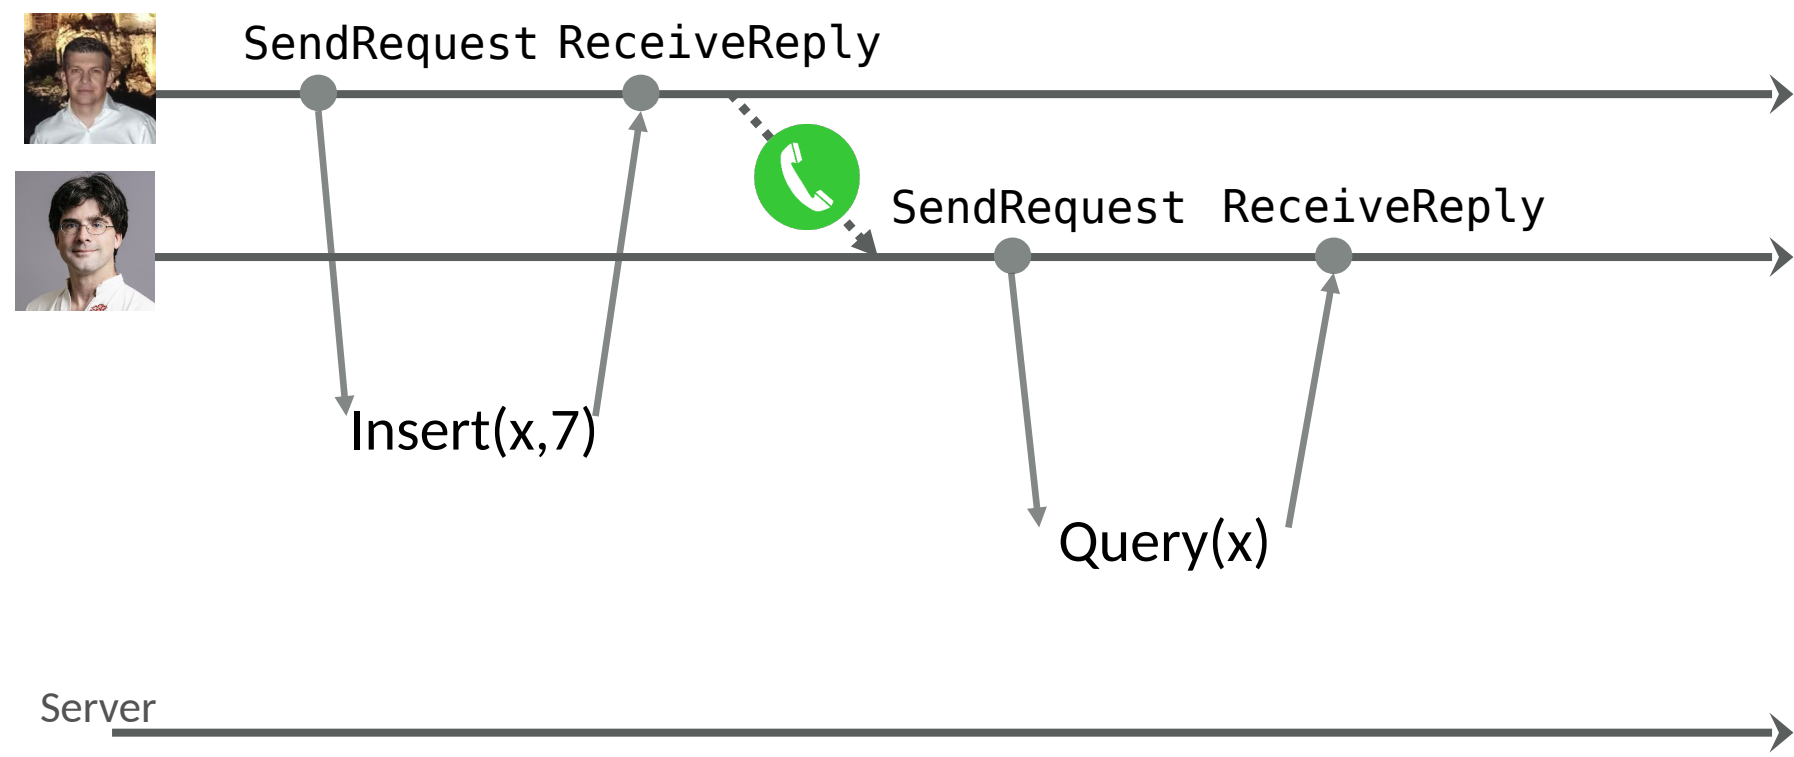 SendRequest ReceiveReply
SendRequest ReceiveReply
Insert(x,7)
Query(x)
Server